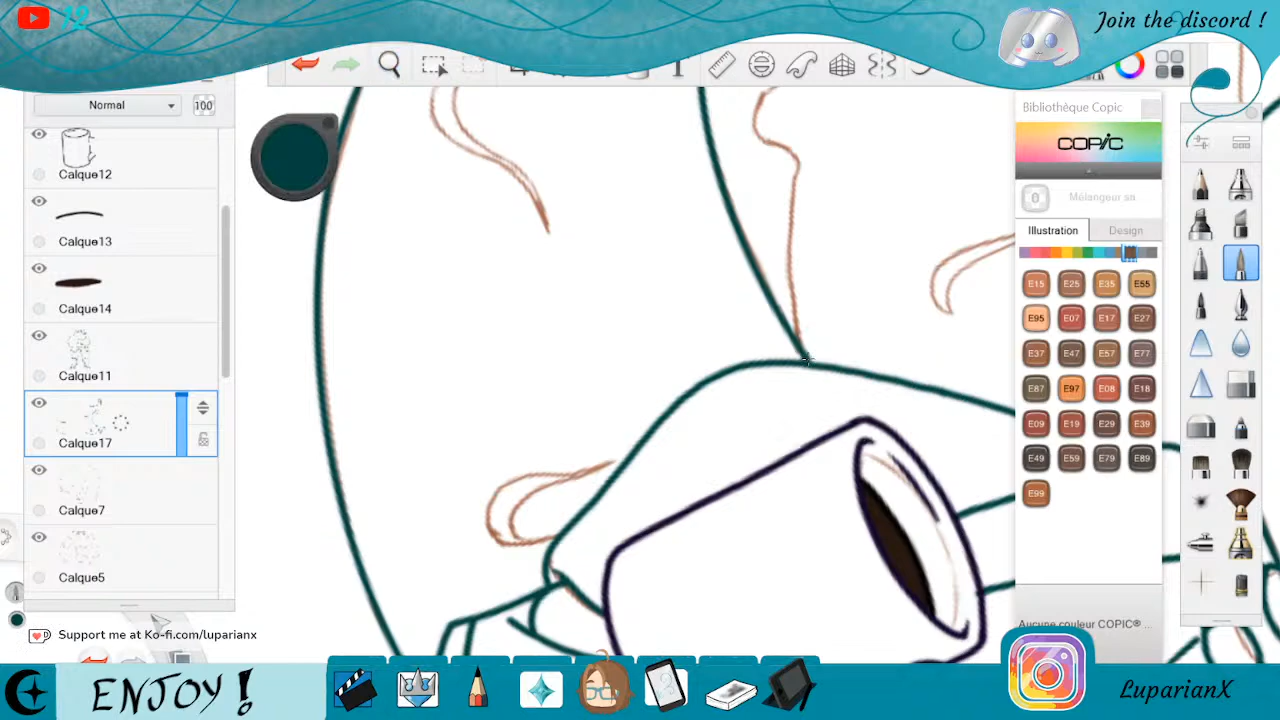 12
Join the discord !
Normal
100
Calque12
Calque13
Calque14
Calque11
Calque17
Calque7
Calque5
Bibliothèque Copic
COPIC
0
Mélangeur sa
Illustration
Design
E15 E25 E35 E55
E95 E07 E17 E27
E37 E47 E57 E77
E87 E97 E08 E18
E09 E19 E29 E39
E49 E59 E79 E89
E99
Aucune couleur COPIC® ...
Support me at Ko-fi.com/luparianx
ENJOY !
LuparianX